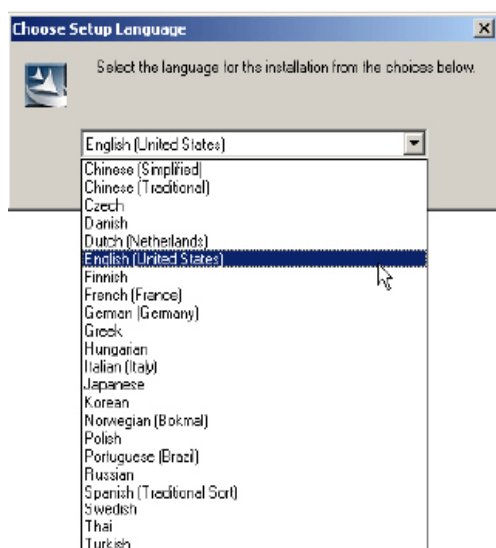 Choose Setup Language
Select the language for the installation from the choices below.
English (United States)
Chinese (Simplified)
Chinese (Traditional)
Czech
Danish
Dutch (Netherlands)
English (United States)
Finnish
French (France)
German (Germany)
Greek
Hungarian
Italian (Italy)
Japanese
Korean
Norwegian (Bokmal)
Polish
Portuguese (Brazil)
Russian
Spanish (Traditional Sort)
Swedish
Thai
Turkish